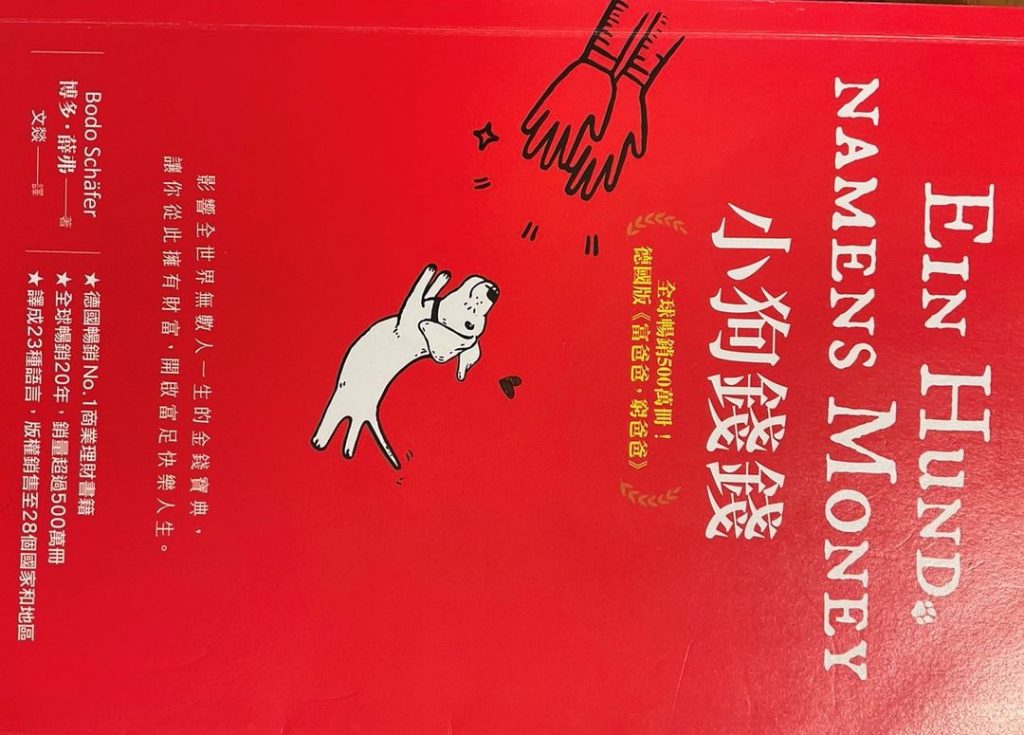 EIN HUND
NAMENS MONEY
小狗錢錢
全球暢銷500萬冊！
德國版《富爸爸，窮爸爸》
影響全世界無數人一生的金錢寶典，
讓你從此擁有財富，開啟富足快樂人生。
Bodo Schäfer
博多·薛弗——著
文燚——譯
★德國暢銷 No.1商業理財書籍
★全球暢銷20年，銷量超過500萬冊
★譯成23種語言，版權銷售至28個國家和地區